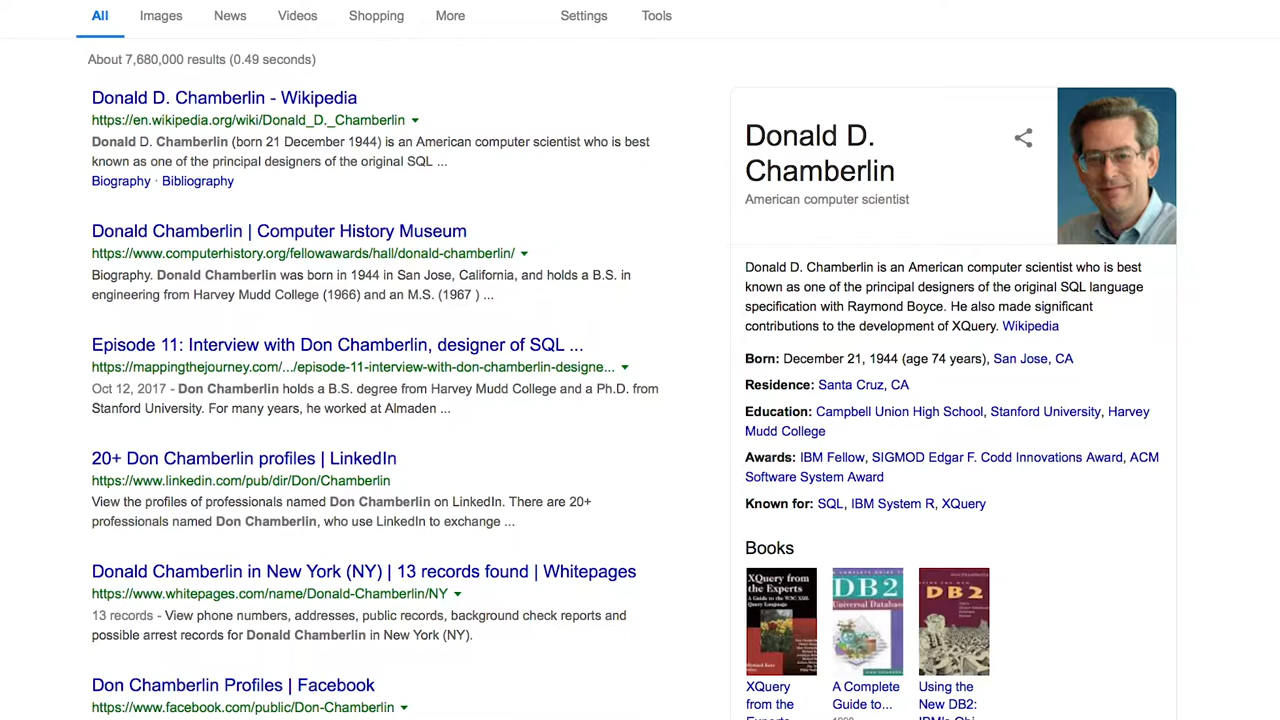 All
Images
News
Videos
Shopping
More
Settings
Tools
About 7,680,000 results (0.49 seconds)
Donald D. Chamberlin - Wikipedia
https://en.wikipedia.org/wiki/Donald_D._Chamberlin
Donald D. Chamberlin (born 21 December 1944) is an American computer scientist who is best
known as one of the principal designers of the original SQL ...
Biography · Bibliography
Donald Chamberlin | Computer History Museum
https://www.computerhistory.org/fellowawards/hall/donald-chamberlin/
Biography. Donald Chamberlin was born in 1944 in San Jose, California, and holds a B.S. in
engineering from Harvey Mudd College (1966) and an M.S. (1967 ) ...
Episode 11: Interview with Don Chamberlin, designer of SQL ...
https://mappingthejourney.com/.../episode-11-interview-with-don-chamberlin-designe...
Oct 12, 2017 - Don Chamberlin holds a B.S. degree from Harvey Mudd College and a Ph.D. from
Stanford University. For many years, he worked at Almaden ...
20+ Don Chamberlin profiles | LinkedIn
https://www.linkedin.com/pub/dir/Don/Chamberlin
View the profiles of professionals named Don Chamberlin on LinkedIn. There are 20+
professionals named Don Chamberlin, who use LinkedIn to exchange ...
Donald Chamberlin in New York (NY) | 13 records found | Whitepages
https://www.whitepages.com/name/Donald-Chamberlin/NY
13 records - View phone numbers, addresses, public records, background check reports and
possible arrest records for Donald Chamberlin in New York (NY).
Don Chamberlin Profiles | Facebook
https://www.facebook.com/public/Don-Chamberlin
Donald D.
Chamberlin
American computer scientist
Donald D. Chamberlin is an American computer scientist who is best
known as one of the principal designers of the original SQL language
specification with Raymond Boyce. He also made significant
contributions to the development of XQuery. Wikipedia
Born: December 21, 1944 (age 74 years), San Jose, CA
Residence: Santa Cruz, CA
Education: Campbell Union High School, Stanford University, Harvey
Mudd College
Awards: IBM Fellow, SIGMOD Edgar F. Codd Innovations Award, ACM
Software System Award
Known for: SQL, IBM System R, XQuery
Books
XQuery from
the Experts
DB2
Universal Database
DB2
XQuery
from the
A Complete
Guide to...
Using the
New DB2: